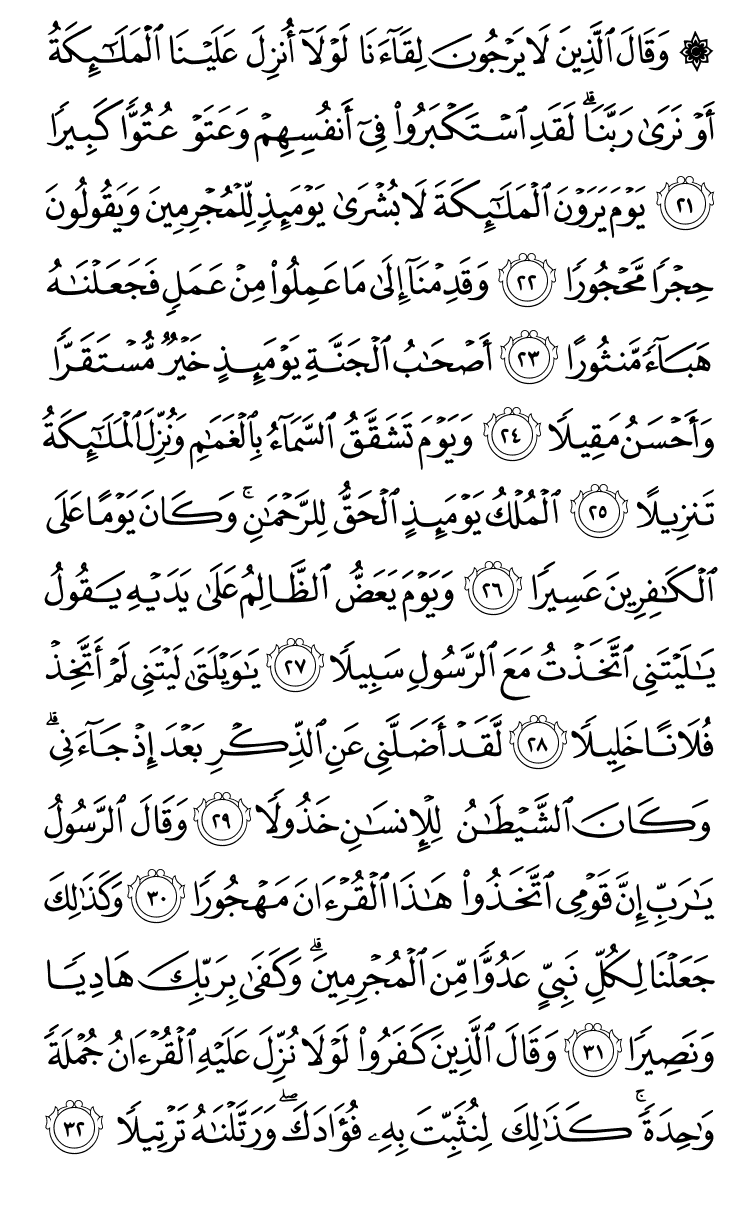 ۞ وَقَالَ ٱلَّذِينَ لَا يَرْجُونَ لِقَآءَنَا لَوْلَآ أُنزِلَ عَلَيْنَا ٱلْمَلَـٰٓئِكَةُ
أَوْ نَرَىٰ رَبَّنَا ۗ لَقَدِ ٱسْتَكْبَرُوا۟ فِىٓ أَنفُسِهِمْ وَعَتَوْ عُتُوًّا كَبِيرًا
٢١ يَوْمَ يَرَوْنَ ٱلْمَلَـٰٓئِكَةَ لَا بُشْرَىٰ يَوْمَئِذٍ لِّلْمُجْرِمِينَ وَيَقُولُونَ
حِجْرًا مَّحْجُورًا ٢٢ وَقَدِمْنَآ إِلَىٰ مَا عَمِلُوا۟ مِنْ عَمَلٍ فَجَعَلْنَـٰهُ
هَبَآءً مَّنثُورًا ٢٣ أَصْحَـٰبُ ٱلْجَنَّةِ يَوْمَئِذٍ خَيْرٌ مُّسْتَقَرًّا
وَأَحْسَنُ مَقِيلًا ٢٤ وَيَوْمَ تَشَقَّقُ ٱلسَّمَآءُ بِٱلْغَمَـٰمِ وَنُزِّلَ ٱلْمَلَـٰٓئِكَةُ
تَنزِيلًا ٢٥ ٱلْمُلْكُ يَوْمَئِذٍ ٱلْحَقُّ لِلرَّحْمَـٰنِ ۚ وَكَانَ يَوْمًا عَلَى
ٱلْكَـٰفِرِينَ عَسِيرًا ٢٦ وَيَوْمَ يَعَضُّ ٱلظَّالِمُ عَلَىٰ يَدَيْهِ يَقُولُ
يَـٰلَيْتَنِى ٱتَّخَذْتُ مَعَ ٱلرَّسُولِ سَبِيلًا ٢٧ يَـٰوَيْلَتَىٰ لَيْتَنِى لَمْ أَتَّخِذْ
فُلَانًا خَلِيلًا ٢٨ لَّقَدْ أَضَلَّنِى عَنِ ٱلذِّكْرِ بَعْدَ إِذْ جَآءَنِى ۗ
وَكَانَ ٱلشَّيْطَـٰنُ لِلْإِنسَـٰنِ خَذُولًا ٢٩ وَقَالَ ٱلرَّسُولُ
يَـٰرَبِّ إِنَّ قَوْمِى ٱتَّخَذُوا۟ هَـٰذَا ٱلْقُرْءَانَ مَهْجُورًا ٣٠ وَكَذَٰلِكَ
جَعَلْنَا لِكُلِّ نَبِىٍّ عَدُوًّا مِّنَ ٱلْمُجْرِمِينَ ۗ وَكَفَىٰ بِرَبِّكَ هَادِيًا
وَنَصِيرًا ٣١ وَقَالَ ٱلَّذِينَ كَفَرُوا۟ لَوْلَا نُزِّلَ عَلَيْهِ ٱلْقُرْءَانُ جُمْلَةً
وَٰحِدَةً ۚ كَذَٰلِكَ لِنُثَبِّتَ بِهِۦ فُؤَادَكَ ۖ وَرَتَّلْنَـٰهُ تَرْتِيلًا ٣٢